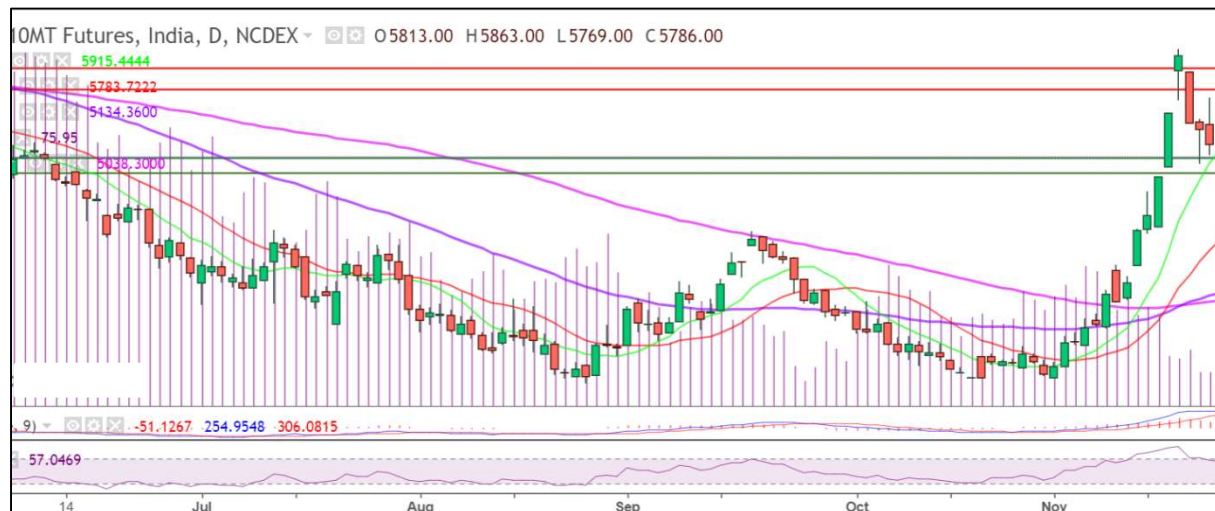 10MT Futures, India, D, NCDEX O5813.00 H5863.00 L5769.00 C5786.00
5915.4444
5783.7222
5134.3600
75.95
5038.3000
, 9) -51.1267 254.9548 306.0815
57.0469
14 Jul Aug Sep Oct Nov